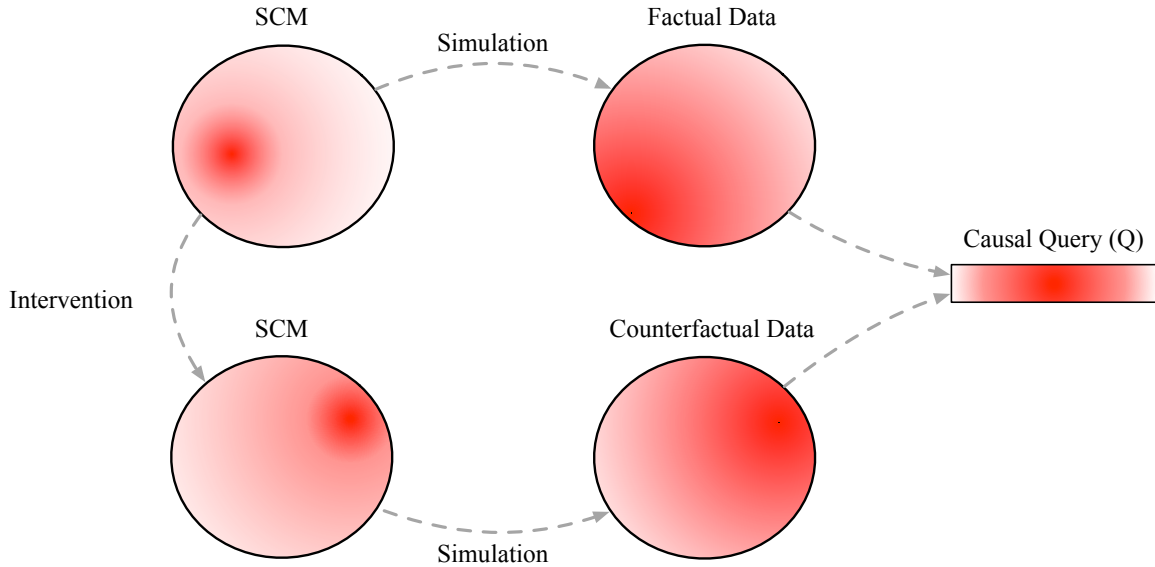 SCM
Factual Data
Simulation
Causal Query (Q)
Intervention
SCM
Counterfactual Data
Simulation